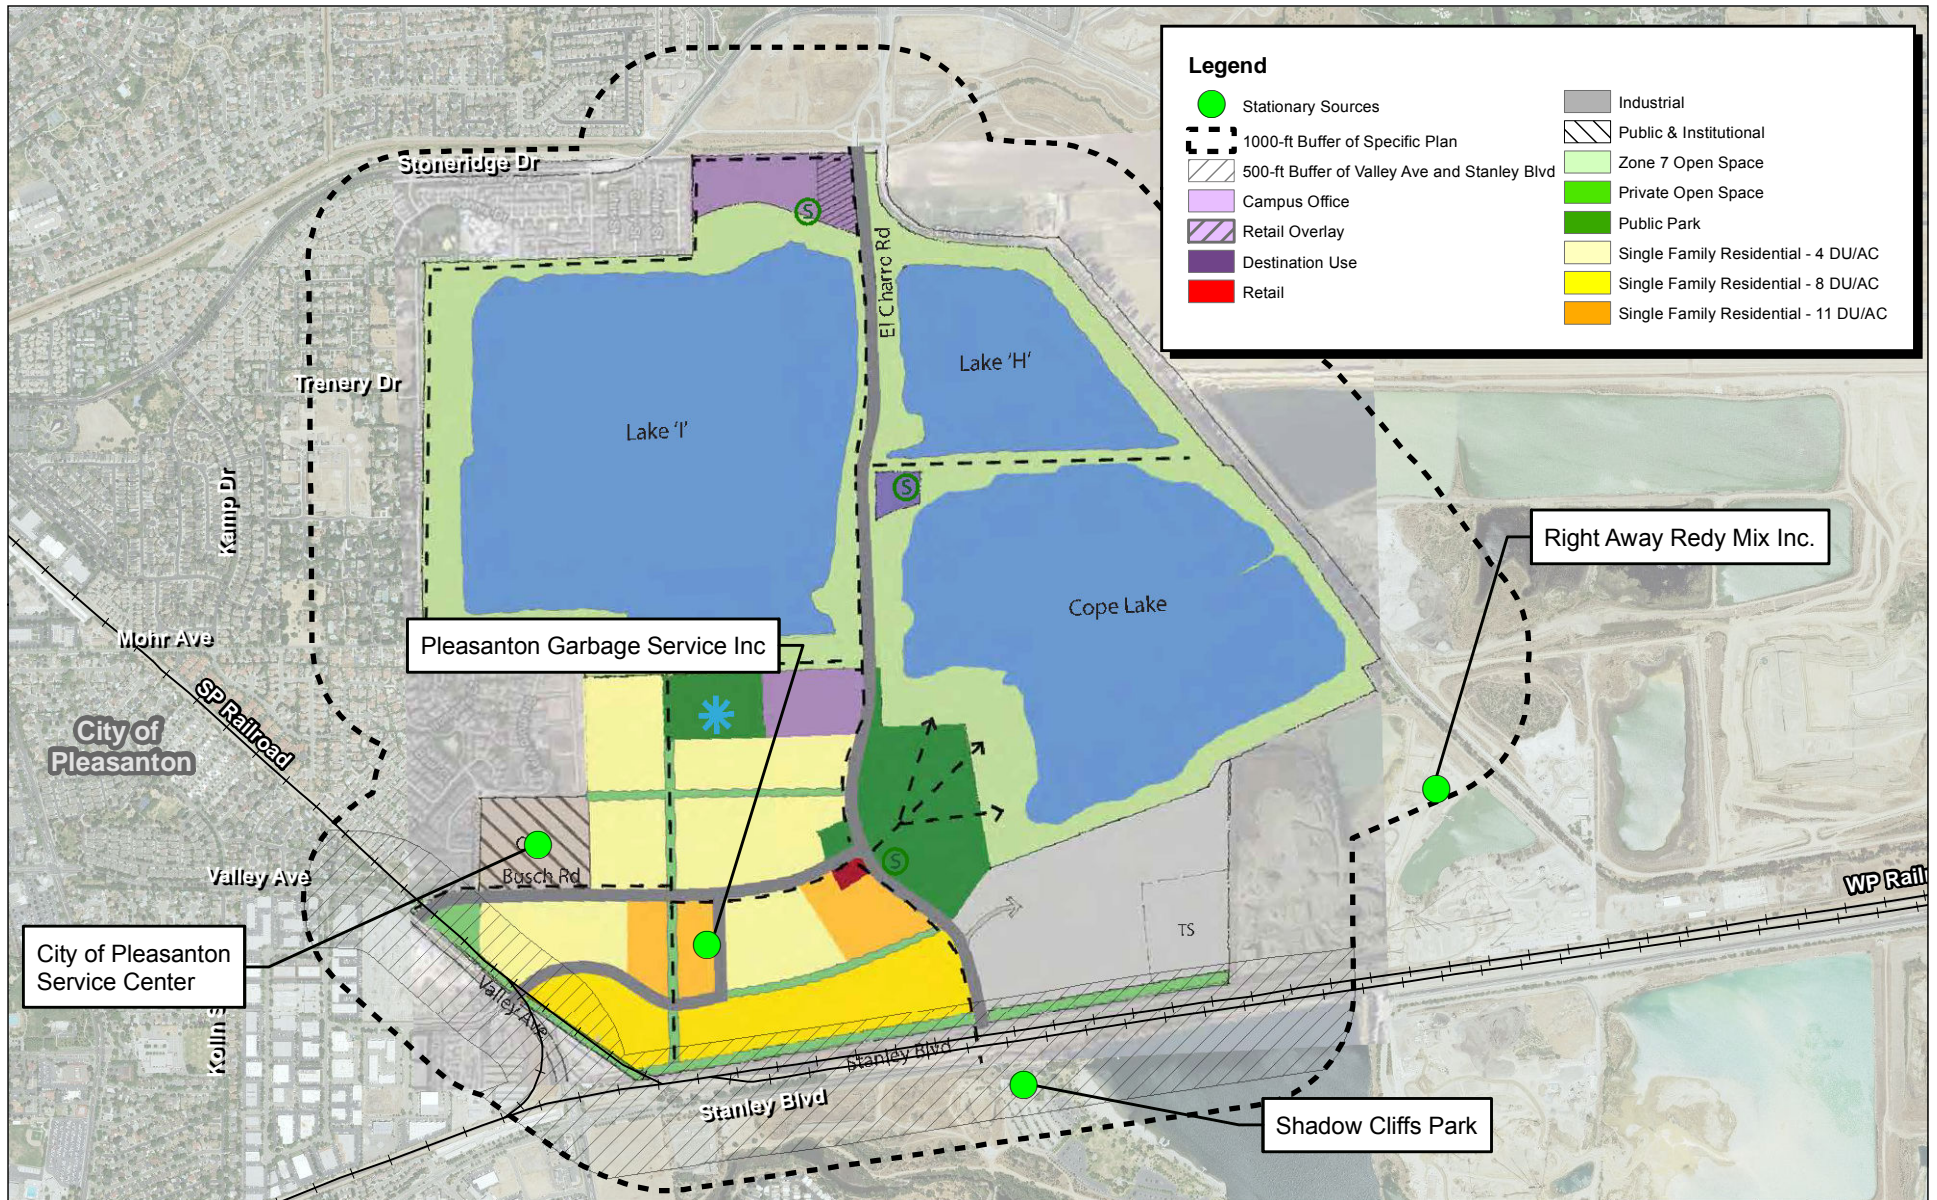 Legend
Stationary Sources
1000-ft Buffer of Specific Plan
500-ft Buffer of Valley Ave and Stanley Blvd
Campus Office
Retail Overlay
Destination Use
Retail
Industrial
Public & Institutional
Zone 7 Open Space
Private Open Space
Public Park
Single Family Residential - 4 DU/AC
Single Family Residential - 8 DU/AC
Single Family Residential - 11 DU/AC
Stoneridge Dr
S
El Charro Rd
Lake 'H'
Trenery Dr
Lake 'I'
Kamp Dr
S
Right Away Redy Mix Inc.
Cope Lake
Mohr Ave
Pleasanton Garbage Service Inc
SP Railroad
City of
Pleasanton
Valley Ave
Busch Rd
S
WP Railr
TS
City of Pleasanton
Service Center
Valley Ave
Stanley Blvd
Stanley Blvd
Shadow Cliffs Park